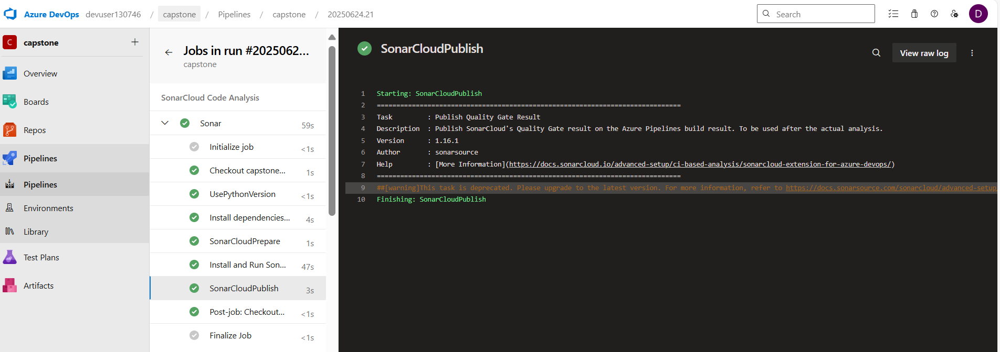 Azure DevOps devuser130746 / capstone / Pipelines / capstone / 20250624.21
Search
D
C capstone +
Overview
Boards
Repos
Pipelines
Pipelines
Environments
Library
Test Plans
Artifacts
Jobs in run #2025062...
capstone
SonarCloud Code Analysis
Sonar 59s
Initialize job <1s
Checkout capstone... 1s
UsePythonVersion <1s
Install dependencies... 4s
SonarCloudPrepare 1s
Install and Run Son... 47s
SonarCloudPublish 3s
Post-job: Checkout... <1s
Finalize Job <1s
SonarCloudPublish
View raw log
1 Starting: SonarCloudPublish
2 ==============================================================================
3 Task : Publish Quality Gate Result
4 Description : Publish SonarCloud's Quality Gate result on the Azure Pipelines build result. To be used after the actual analysis.
5 Version : 1.16.1
6 Author : sonarsource
7 Help : [More Information](https://docs.sonarcloud.io/advanced-setup/ci-based-analysis/sonarcloud-extension-for-azure-devops/)
8 ==============================================================================
9 ##[warning]This task is deprecated. Please upgrade to the latest version. For more information, refer to https://docs.sonarsource.com/sonarcloud/advanced-setup
10 Finishing: SonarCloudPublish